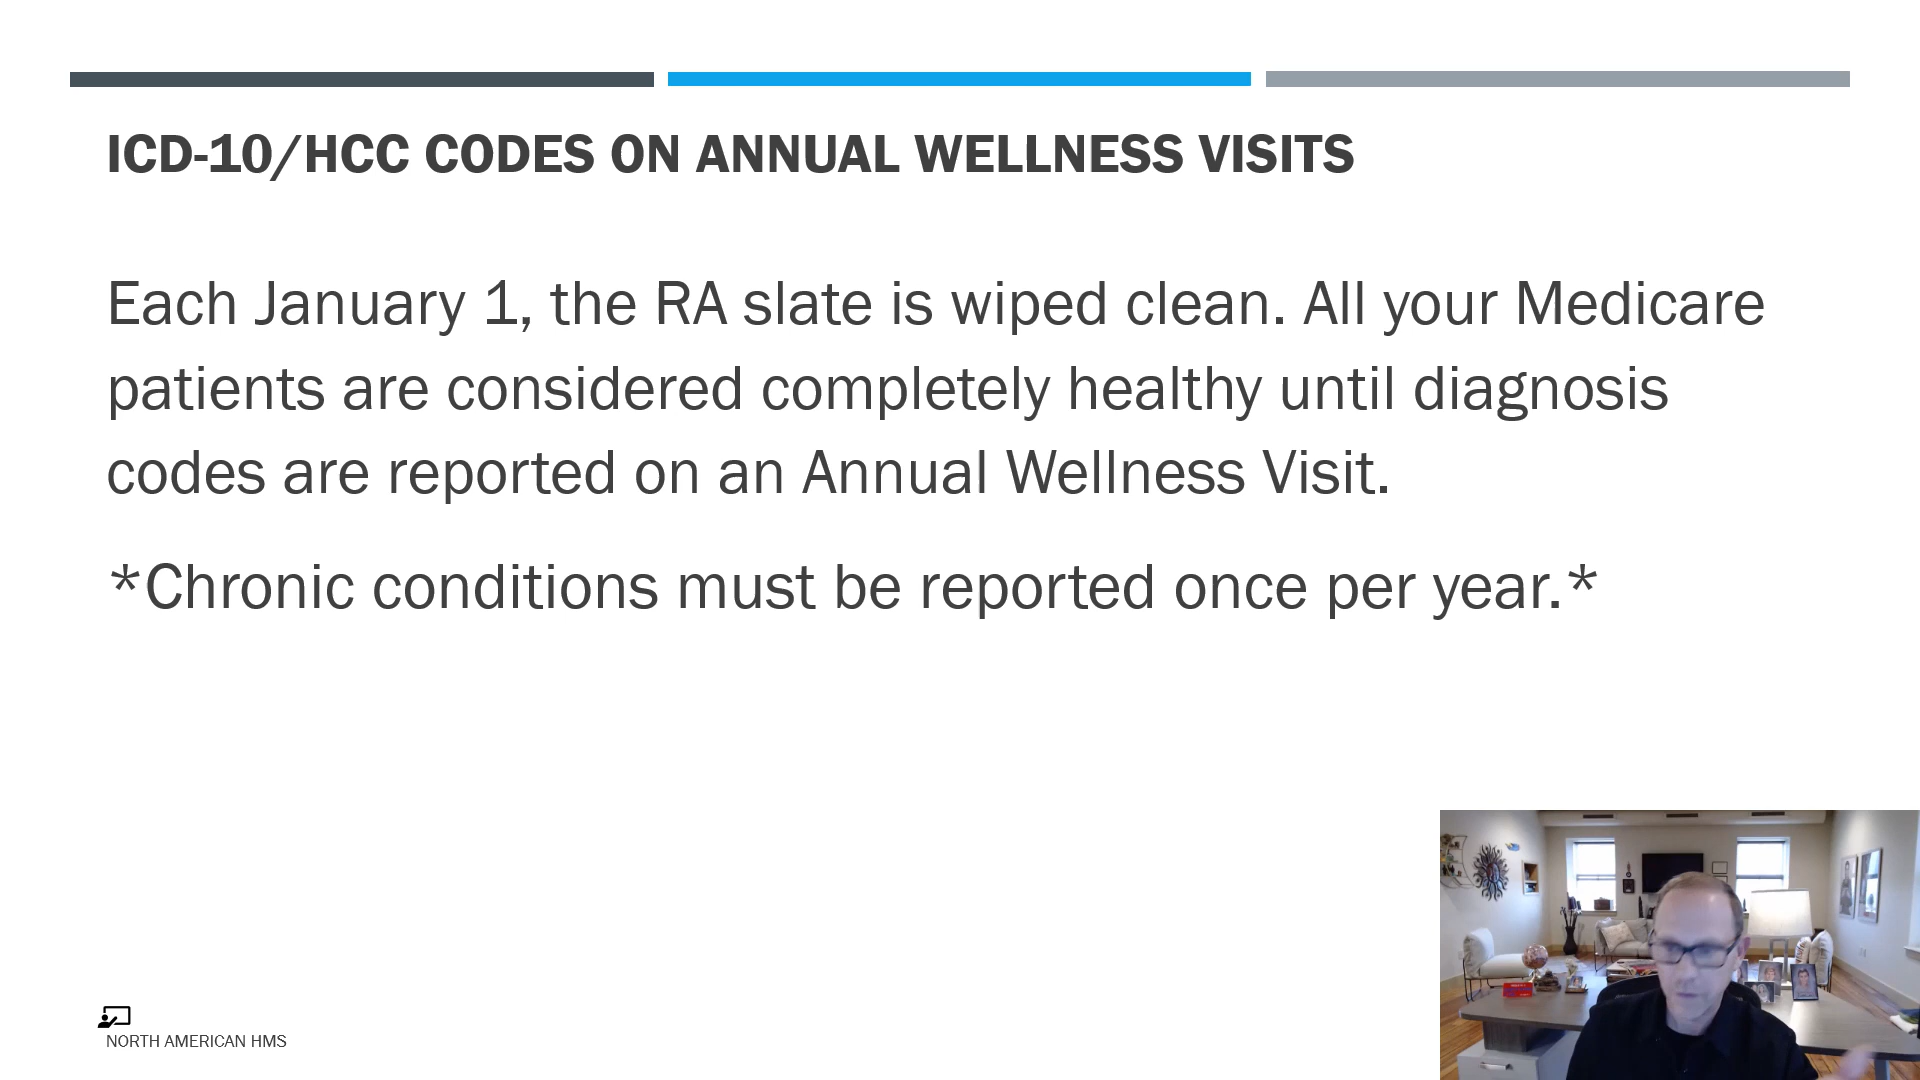 ICD-10/HCC CODES ON ANNUAL WELLNESS VISITS
Each January 1, the RA slate is wiped clean. All your Medicare
patients are considered completely healthy until diagnosis
codes are reported on an Annual Wellness Visit.
*Chronic conditions must be reported once per year.*
NORTH AMERICAN HMS